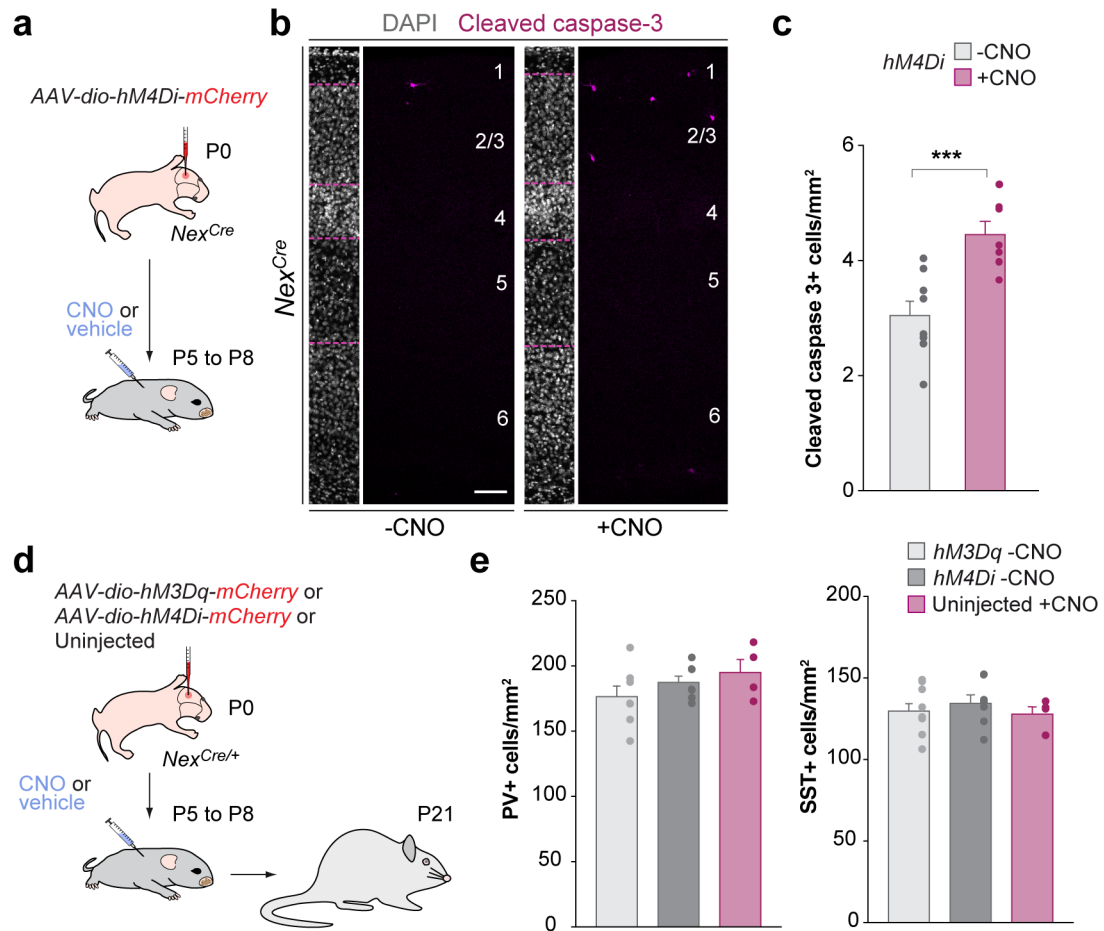 a
AAV-dio-hM4Di-mCherry
P0
NexCre
CNO or
vehicle
P5 to P8
b
DAPI Cleaved caspase-3
NexCre
1
2/3
4
5
6
1
2/3
4
5
6
-CNO
+CNO
c
hM4Di
-CNO
+CNO
Cleaved caspase 3+ cells/mm²
6
4
2
0
***
d
AAV-dio-hM3Dq-mCherry or
AAV-dio-hM4Di-mCherry or
Uninjected
P0
NexCre/+
CNO or
vehicle
P5 to P8
P21
e
hM3Dq -CNO
hM4Di -CNO
Uninjected +CNO
PV+ cells/mm²
250
200
150
100
50
0
SST+ cells/mm²
200
150
100
50
0